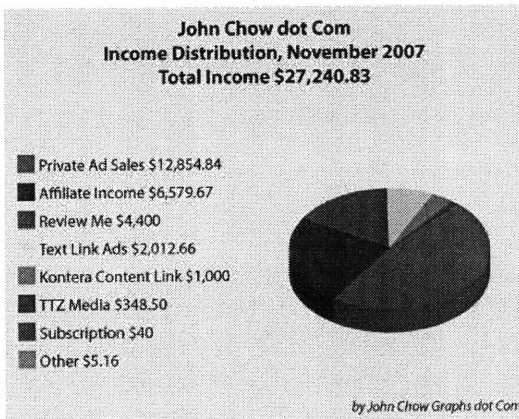 John Chow dot Com
Income Distribution, November 2007
Total Income $27,240.83
Private Ad Sales $12,854.84
Affiliate Income $6,579.67
Review Me $4,400
Text Link Ads $2,012.66
Kontera Content Link $1,000
TTZ Media $348.50
Subscription $40
Other $5.16
by John Chow Graphs dot Com